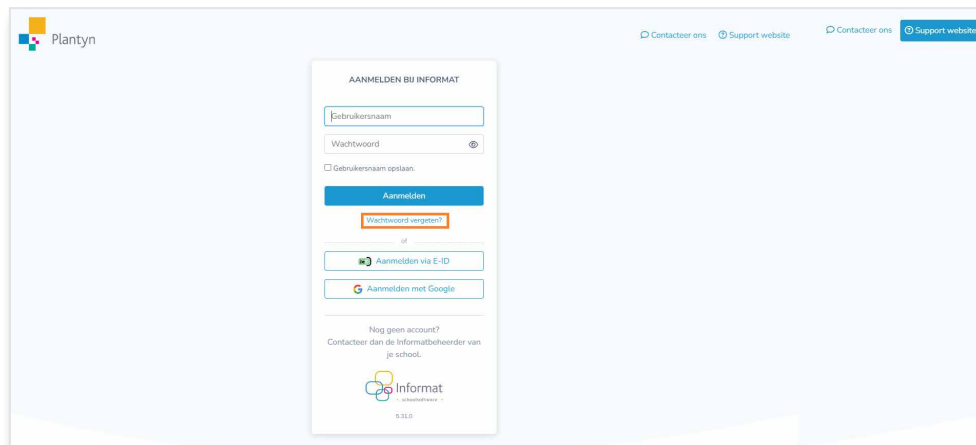 Plantyn
Contacteer ons Support website Contacteer ons Support website
AANMELDEN BIJ INFORMAT
Gebruikersnaam
Wachtwoord
Gebruikersnaam opslaan.
Aanmelden
Wachtwoord vergeten?
of
Aanmelden via E-ID
Aanmelden met Google
Nog geen account?
Contacteer dan de Informatbeheerder van
je school.
Informat
- schoolsoftware -
5.31.0